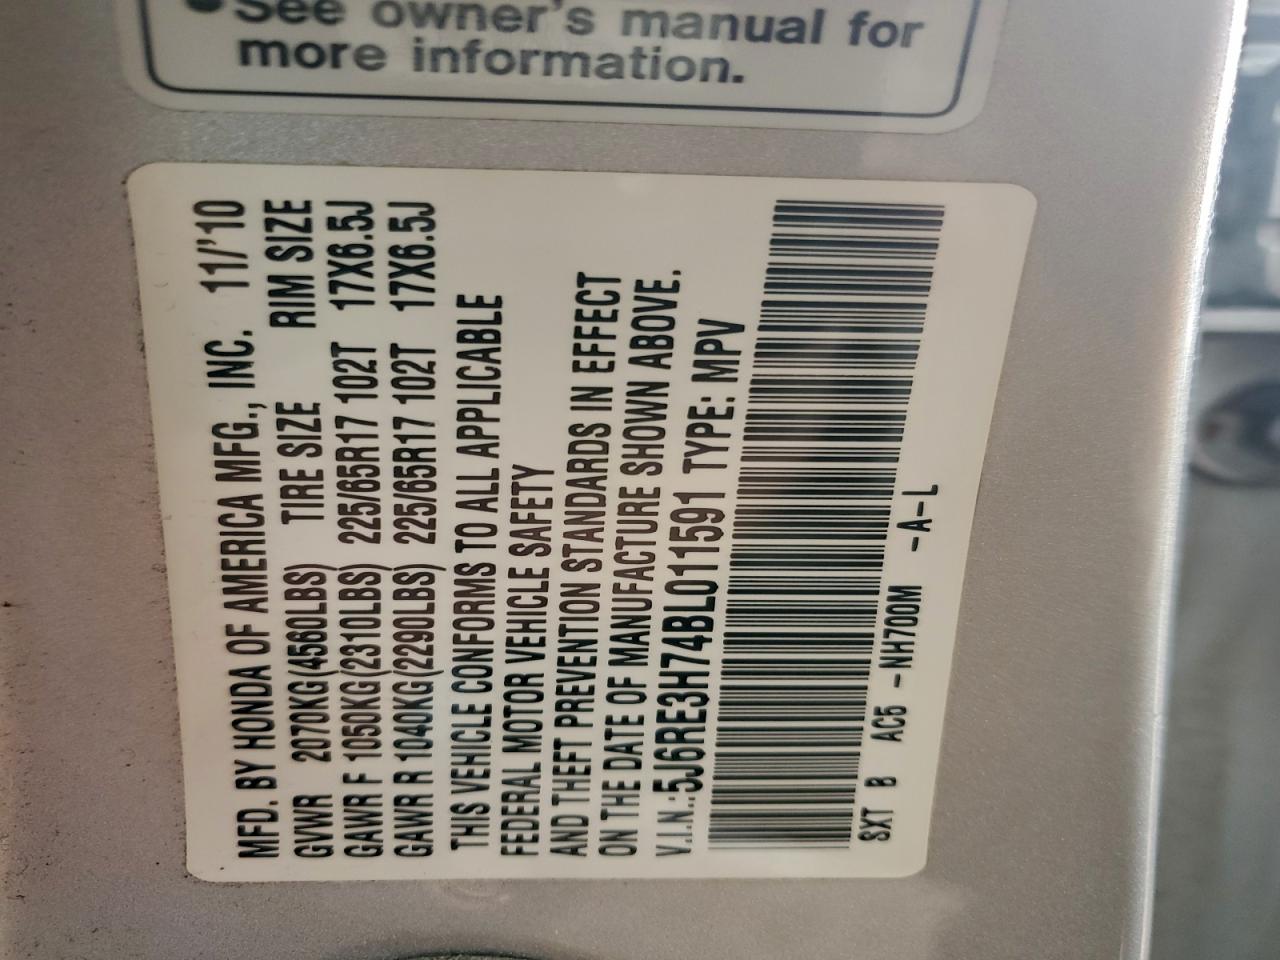 See owner's manual for
more information.
MFD. BY HONDA OF AMERICA MFG., INC. 11/'10
GVWR 2070KG(4560LBS) TIRE SIZE RIM SIZE
GAWR F 1050KG(2310LBS) 225/65R17 102T 17X6.5J
GAWR R 1040KG(2290LBS) 225/65R17 102T 17X6.5J
THIS VEHICLE CONFORMS TO ALL APPLICABLE
FEDERAL MOTOR VEHICLE SAFETY
AND THEFT PREVENTION STANDARDS IN EFFECT
ON THE DATE OF MANUFACTURE SHOWN ABOVE.
V.I.N.:5J6RE3H74BL011591 TYPE: MPV
SXT B AC5 -NH700M -A-L